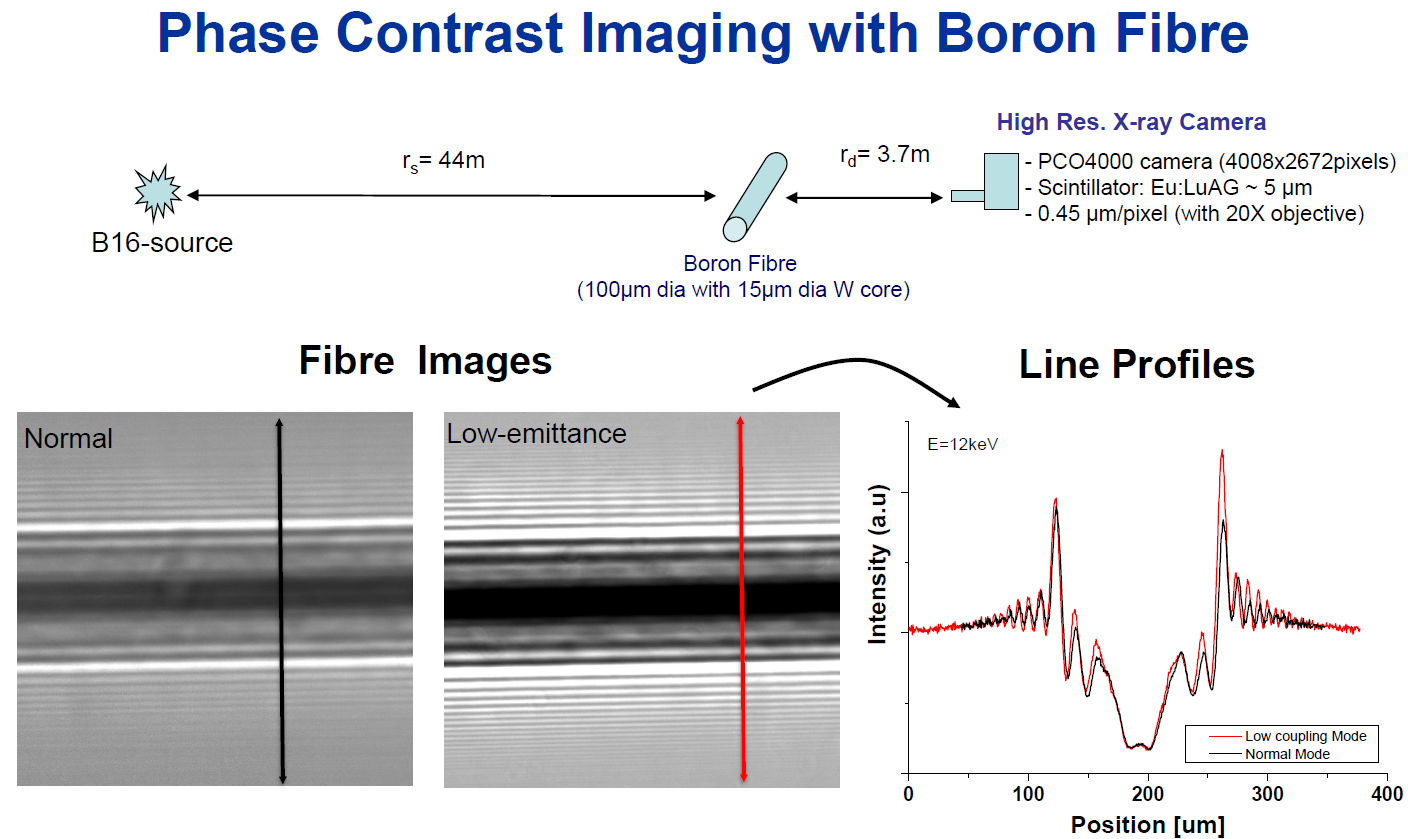 Phase Contrast Imaging with Boron Fibre
High Res. X-ray Camera
rs= 44m
rd= 3.7m
- PCO4000 camera (4008x2672pixels)
- Scintillator: Eu:LuAG ~ 5 µm
- 0.45 µm/pixel (with 20X objective)
B16-source
Boron Fibre
(100µm dia with 15µm dia W core)
Fibre Images
Line Profiles
Normal
Low-emittance
E=12keV
Intensity (a.u)
Low coupling Mode
Normal Mode
0 100 200 300 400
Position [um]